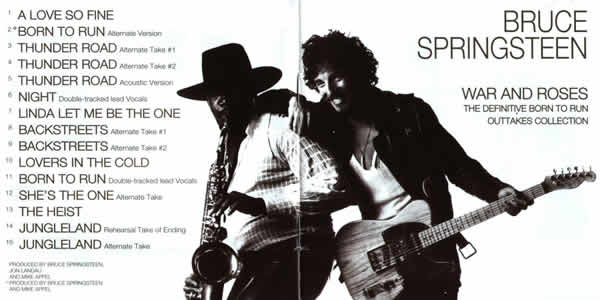 1 A LOVE SO FINE
2* BORN TO RUN Alternate Version
3 THUNDER ROAD Alternate Take #1
4 THUNDER ROAD Alternate Take #2
5 THUNDER ROAD Acoustic Version
6 NIGHT Double-tracked lead Vocals
7 LINDA LET ME BE THE ONE
8 BACKSTREETS Alternate Take #1
9 BACKSTREETS Alternate Take #2
10 LOVERS IN THE COLD
11 BORN TO RUN Double-tracked lead Vocals
12 SHE'S THE ONE Alternate Take
13 THE HEIST
14 JUNGLELAND Rehearsal Take of Ending
15 JUNGLELAND Alternate Take
PRODUCED BY BRUCE SPRINGSTEEN,
JON LANDAU
AND MIKE APPEL
* PRODUCED BY BRUCE SPRINGSTEEN
AND MIKE APPEL
BRUCE
SPRINGSTEEN
WAR AND ROSES
THE DEFINITIVE BORN TO RUN
OUTTAKES COLLECTION